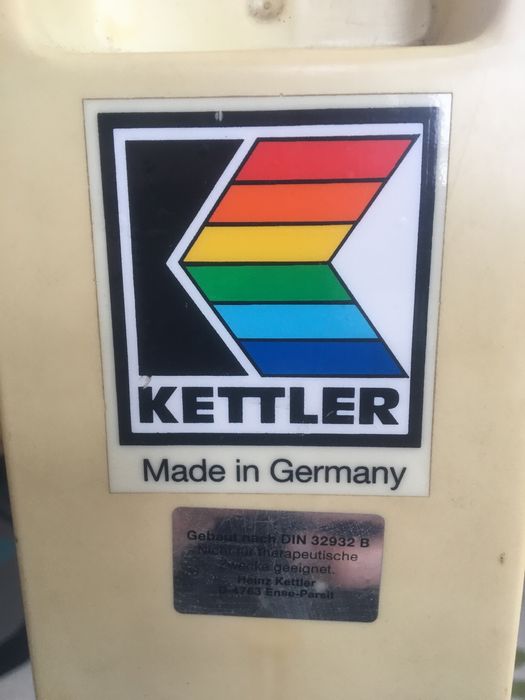 KETTLER
Made in Germany
Gebaut nach DIN 32932 B
Nicht für therapeutische
Zwecke geeignet.
Heinz Kettler
D-4763 Ense-Parsit